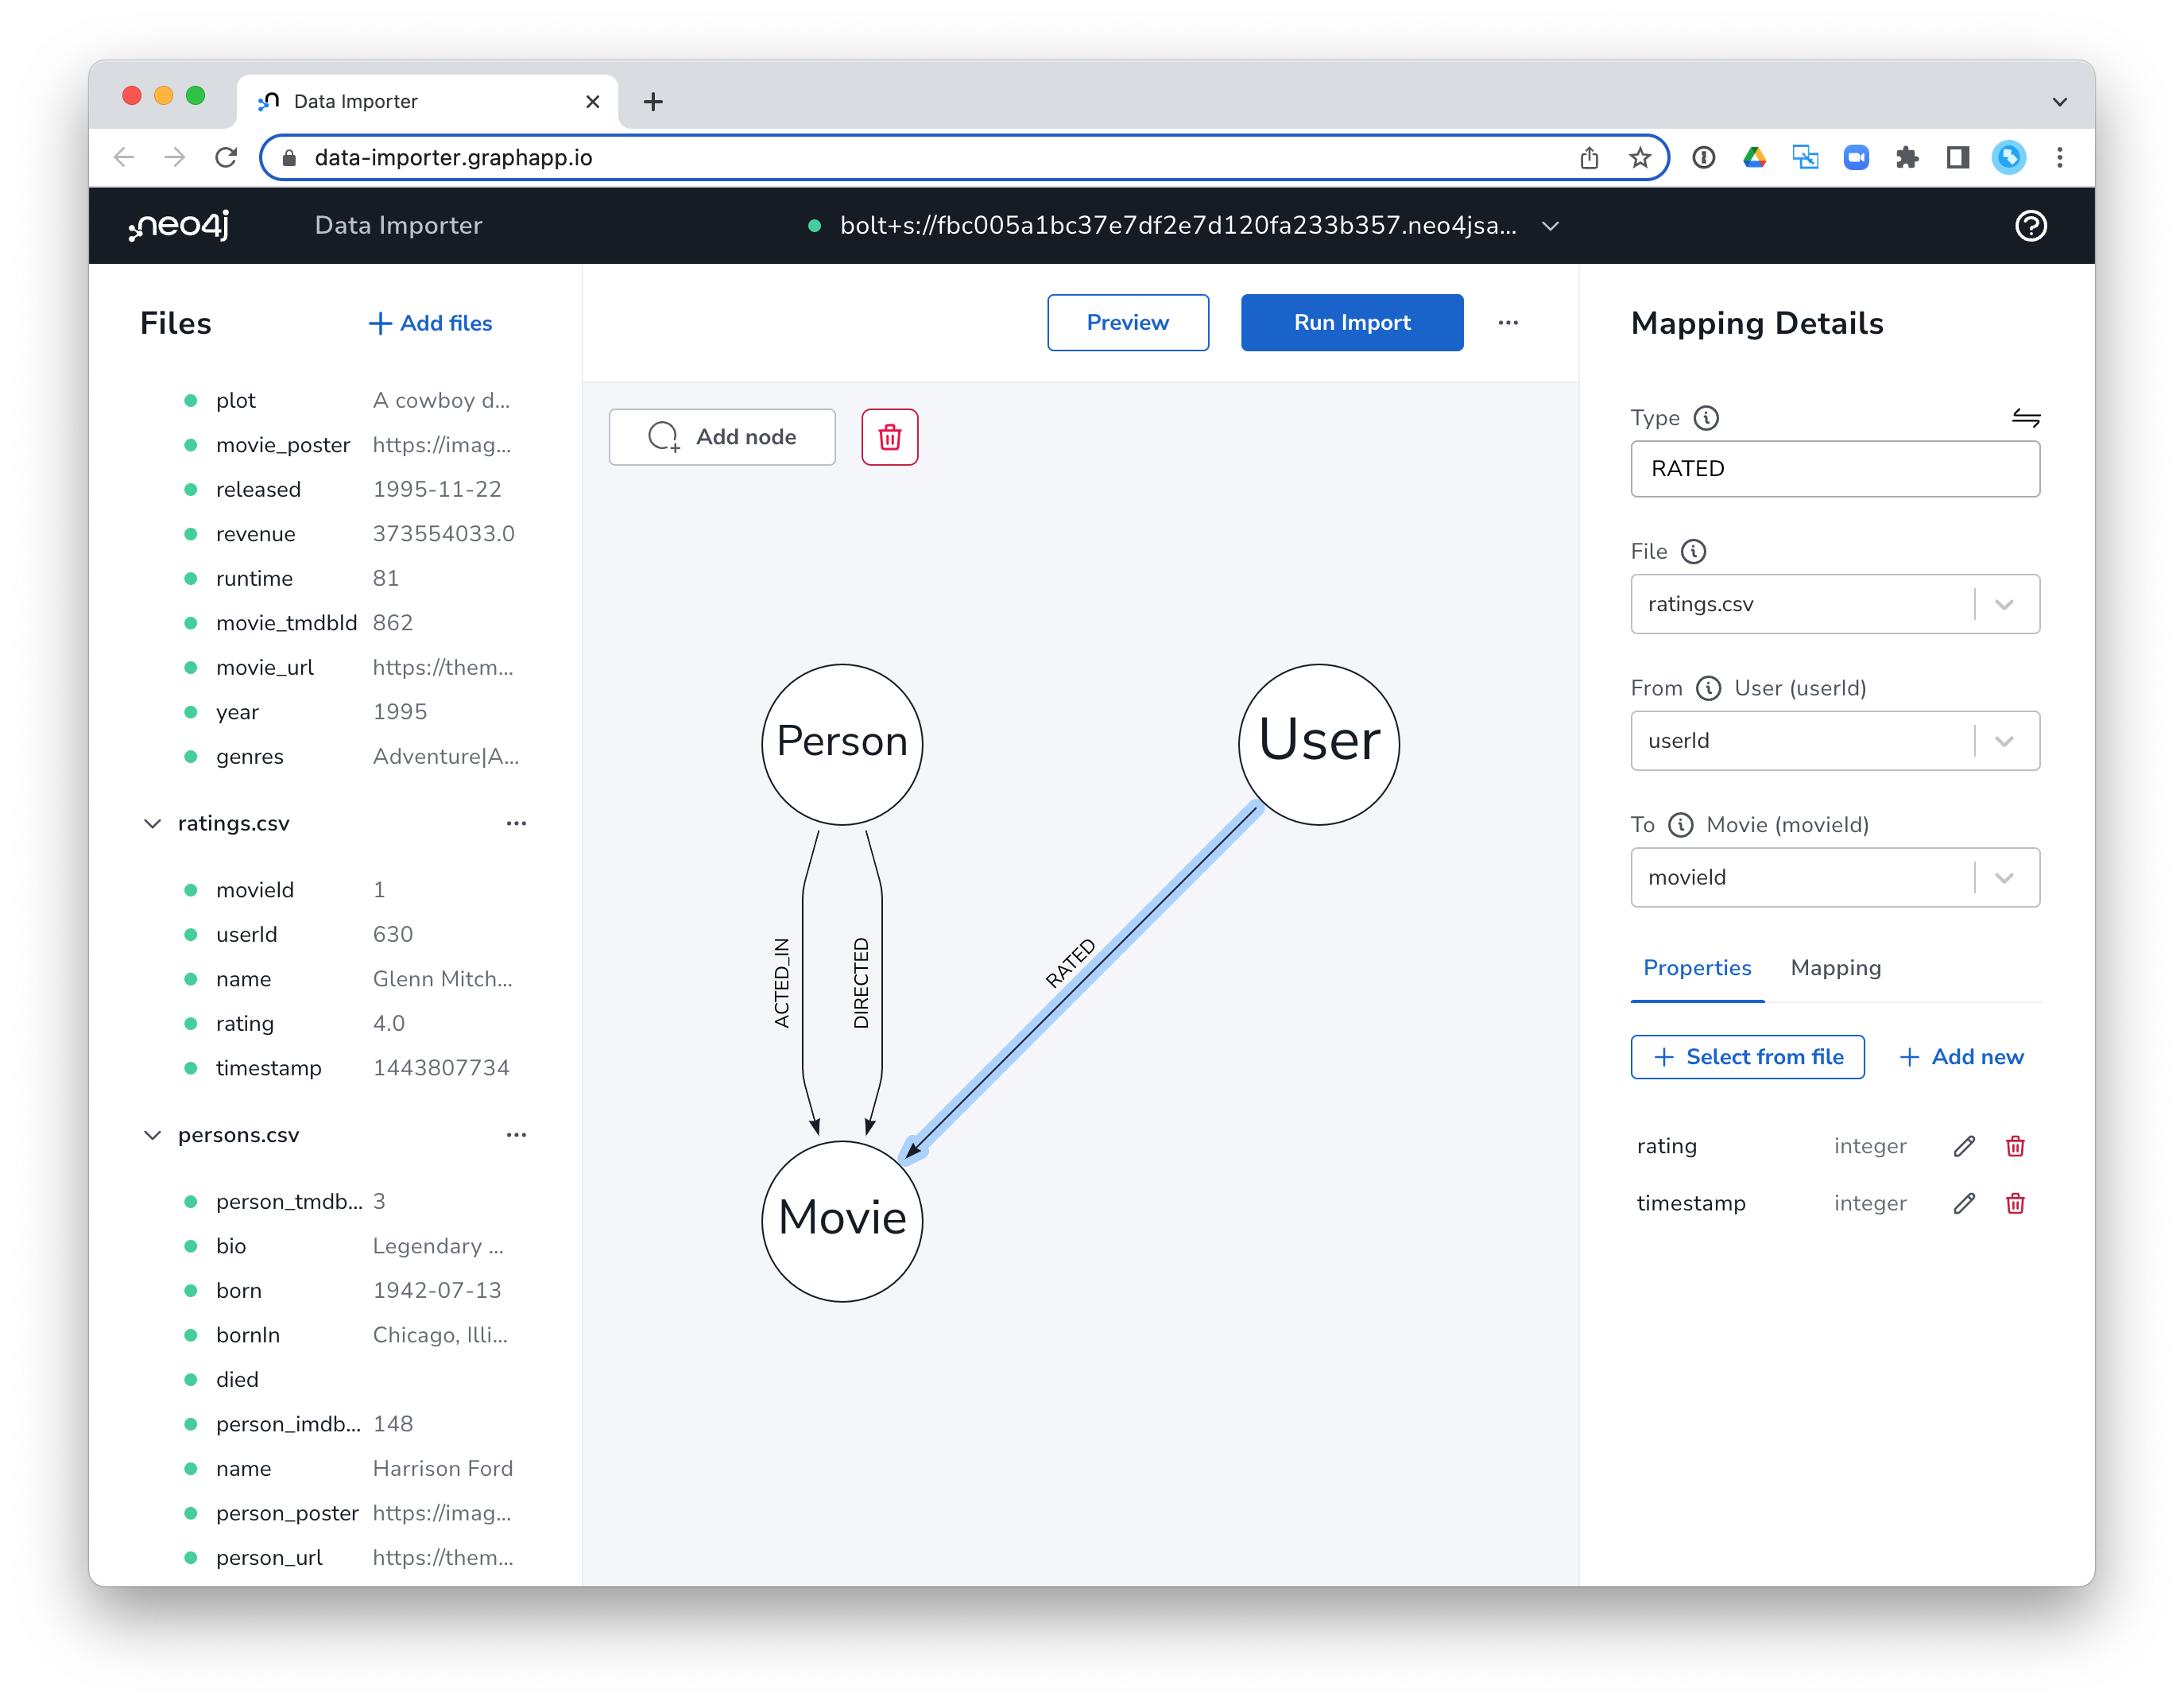 Data Importer
data-importer.graphapp.io
neo4j
Data Importer
bolt+s://fbc005a1bc37e7df2e7d120fa233b357.neo4jsa...
Files
Add files
plot A cowboy d...
movie_poster https://imag...
released 1995-11-22
revenue 373554033.0
runtime 81
movie_tmdbId 862
movie_url https://them...
year 1995
genres Adventure|A...
ratings.csv
movieId 1
userId 630
name Glenn Mitch...
rating 4.0
timestamp 1443807734
persons.csv
person_tmdb... 3
bio Legendary ...
born 1942-07-13
bornIn Chicago, Illi...
died
person_imdb... 148
name Harrison Ford
person_poster https://imag...
person_url https://them...
Preview
Run Import
Add node
Person
User
ACTED_IN
DIRECTED
RATED
Movie
Mapping Details
Type
RATED
File
ratings.csv
From User (userId)
userId
To Movie (movieId)
movieId
Properties Mapping
Select from file
Add new
rating integer
timestamp integer